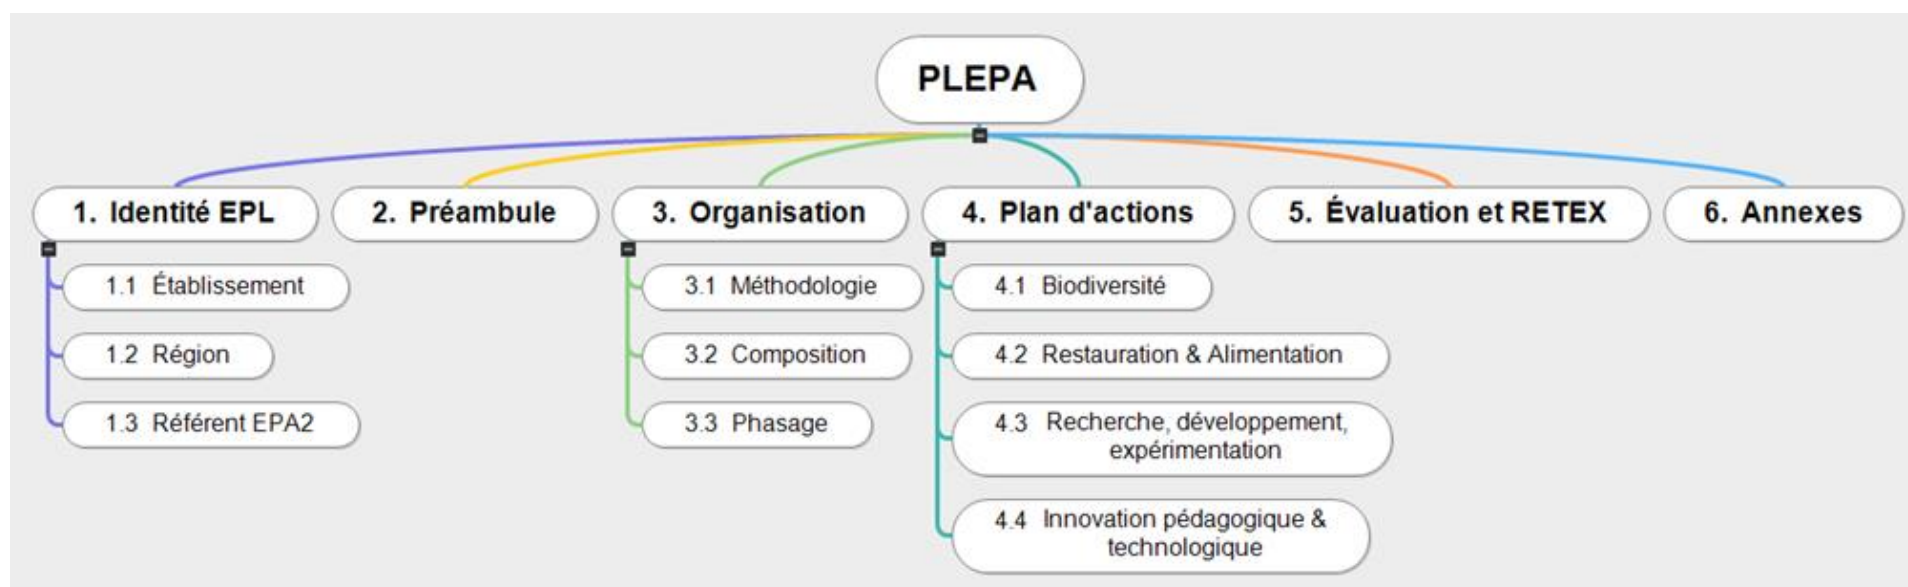 PLEPA
1. Identité EPL
1.1 Établissement
1.2 Région
1.3 Référent EPA2
2. Préambule
3. Organisation
3.1 Méthodologie
3.2 Composition
3.3 Phasage
4. Plan d'actions
4.1 Biodiversité
4.2 Restauration & Alimentation
4.3 Recherche, développement,
expérimentation
4.4 Innovation pédagogique &
technologique
5. Évaluation et RETEX
6. Annexes